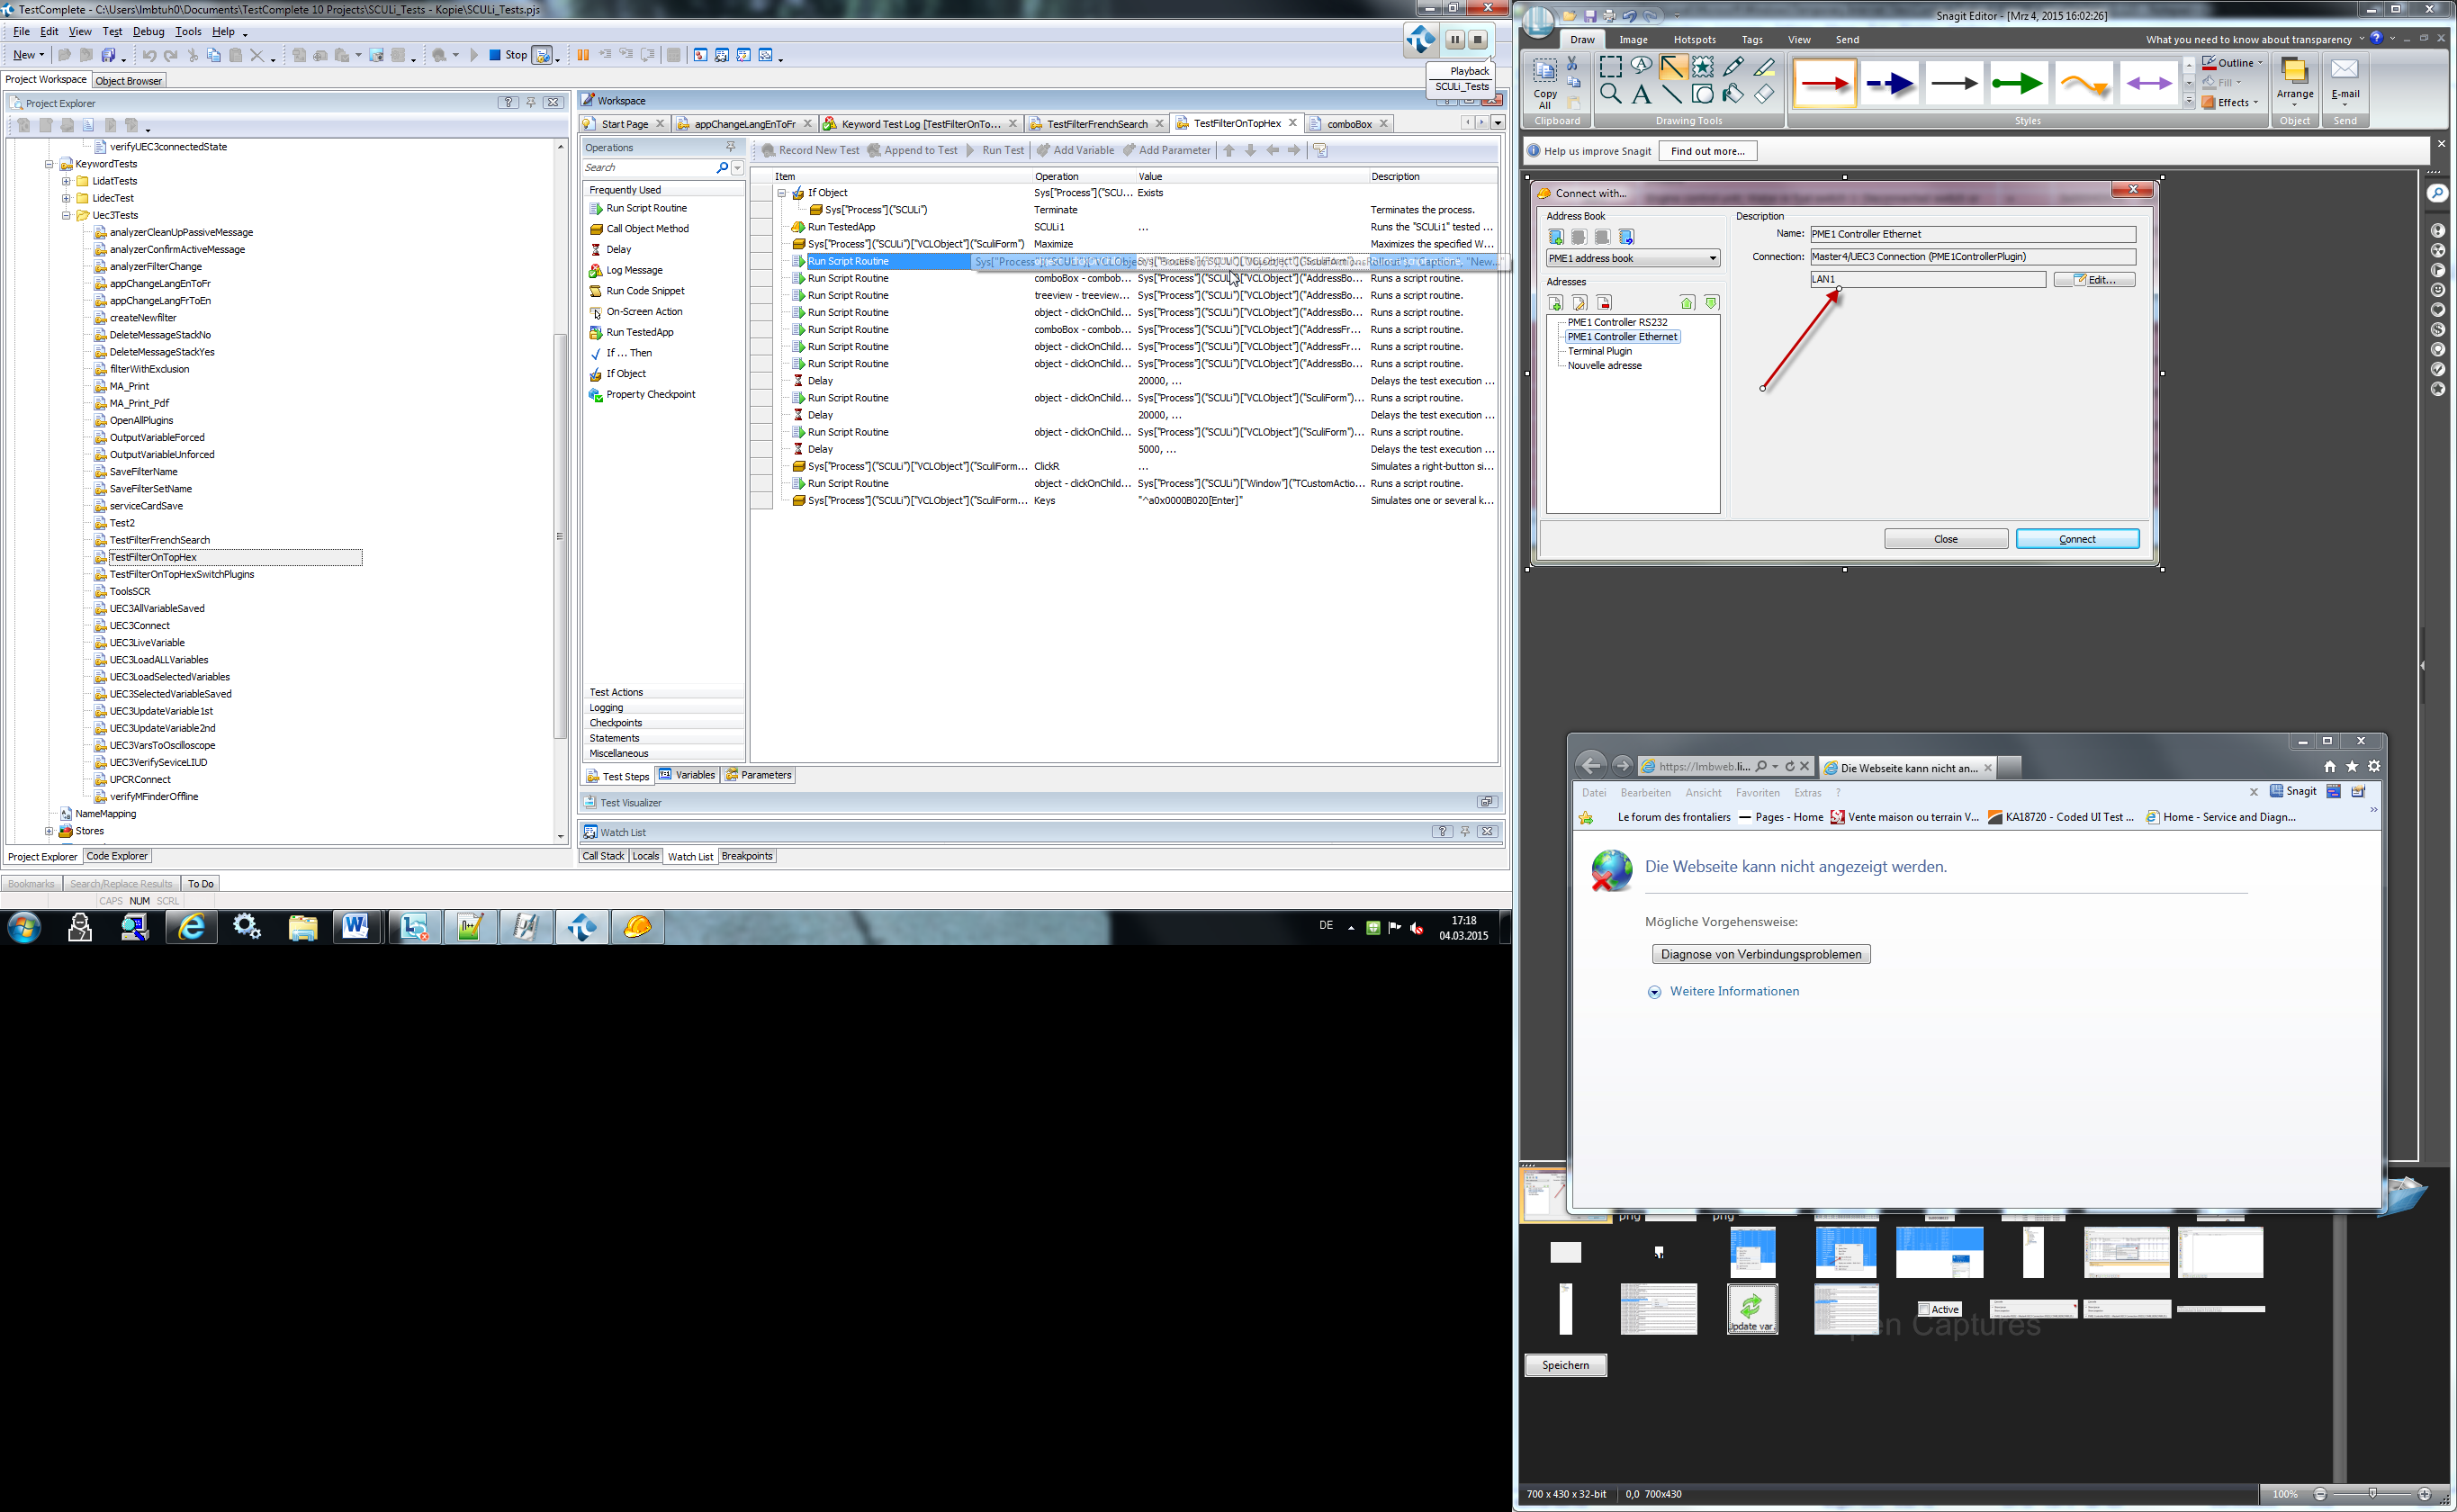 TestComplete - C:\Users\lmbtuh0\Documents\TestComplete 10 Projects\SCULi_Tests - Kopie\SCULi_Tests.pjs
File Edit View Test Debug Tools Help
New Stop
Playback
SCULi_Tests
Project Workspace Object Browser
Project Explorer
verifyUEC3connectedState
KeywordTests
LidatTests
LidecTest
Uec3Tests
analyzerCleanUpPassiveMessage
analyzerConfirmActiveMessage
analyzerFilterChange
appChangeLangEnToFr
appChangeLangFrToEn
createNewfilter
DeleteMessageStackNo
DeleteMessageStackYes
filterWithExclusion
MA_Print
MA_Print_Pdf
OpenAllPlugins
OutputVariableForced
OutputVariableUnforced
SaveFilterName
SaveFilterSetName
serviceCardSave
Test2
TestFilterFrenchSearch
TestFilterOnTopHex
TestFilterOnTopHexSwitchPlugins
ToolsSCR
UEC3AllVariableSaved
UEC3Connect
UEC3LiveVariable
UEC3LoadALLVariables
UEC3LoadSelectedVariables
UEC3SelectedVariableSaved
UEC3UpdateVariable1st
UEC3UpdateVariable2nd
UEC3VarsToOscilloscope
UEC3VerifySeviceLIUD
UPCRConnect
verifyMFinderOffline
NameMapping
Stores
Project Explorer Code Explorer
Bookmarks Search/Replace Results To Do
CAPS NUM SCRL
Workspace
Start Page appChangeLangEnToFr Keyword Test Log [TestFilterOnTo... TestFilterFrenchSearch TestFilterOnTopHex comboBox
Operations
Search
Frequently Used
Run Script Routine
Call Object Method
Delay
Log Message
Run Code Snippet
On-Screen Action
Run TestedApp
If ... Then
If Object
Property Checkpoint
Test Actions
Logging
Checkpoints
Statements
Miscellaneous
Record New Test Append to Test Run Test Add Variable Add Parameter
Item Operation Value Description
If Object Sys["Process"]("SCU... Exists
Sys["Process"]("SCULi") Terminate Terminates the process.
Run TestedApp SCULi1 ... Runs the "SCULi1" tested ...
Sys["Process"]("SCULi")["VCLObject"]("SculiForm") Maximize Maximizes the specified W...
Run Script Routine
Run Script Routine comboBox - combob... Sys["Process"]("SCULi")["VCLObject"]("AddressBo... Runs a script routine.
Run Script Routine treeview - treeview... Sys["Process"]("SCULi")["VCLObject"]("AddressBo... Runs a script routine.
Run Script Routine object - clickOnChild... Sys["Process"]("SCULi")["VCLObject"]("AddressBo... Runs a script routine.
Run Script Routine comboBox - combob... Sys["Process"]("SCULi")["VCLObject"]("AddressFr... Runs a script routine.
Run Script Routine object - clickOnChild... Sys["Process"]("SCULi")["VCLObject"]("AddressFr... Runs a script routine.
Run Script Routine object - clickOnChild... Sys["Process"]("SCULi")["VCLObject"]("AddressBo... Runs a script routine.
Delay 20000, ... Delays the test execution ...
Run Script Routine object - clickOnChild... Sys["Process"]("SCULi")["VCLObject"]("SculiForm")... Runs a script routine.
Delay 20000, ... Delays the test execution ...
Run Script Routine object - clickOnChild... Sys["Process"]("SCULi")["VCLObject"]("SculiForm")... Runs a script routine.
Delay 5000, ... Delays the test execution ...
Sys["Process"]("SCULi")["VCLObject"]("SculiForm... ClickR ... Simulates a right-button si...
Run Script Routine object - clickOnChild... Sys["Process"]("SCULi")["Window"]("TCustomActio... Runs a script routine.
Sys["Process"]("SCULi")["VCLObject"]("SculiForm... Keys "^a0x0000B020[Enter]" Simulates one or several k...
Test Steps Variables Parameters
Test Visualizer
Watch List
Call Stack Locals Watch List Breakpoints
DE 17:18
04.03.2015
Snagit Editor - [Mrz 4, 2015 16:02:26]
Draw Image Hotspots Tags View Send
What you need to know about transparency
Copy All
Outline
Fill
Effects
Arrange
E-mail
Clipboard Drawing Tools Styles Object Send
Help us improve Snagit Find out more...
Connect with...
Address Book
PME1 address book
Adresses
PME1 Controller RS232
PME1 Controller Ethernet
Terminal Plugin
Nouvelle adresse
Description
Name: PME1 Controller Ethernet
Connection: Master4/UEC3 Connection (PME1ControllerPlugin)
LAN1 Edit...
Close Connect
https://lmbweb.li... Die Webseite kann nicht an...
Datei Bearbeiten Ansicht Favoriten Extras ? Snagit
Le forum des frontaliers Pages - Home Vente maison ou terrain V... KA18720 - Coded UI Test ... Home - Service and Diagn...
Die Webseite kann nicht angezeigt werden.
Mögliche Vorgehensweise:
Diagnose von Verbindungsproblemen
Weitere Informationen
png png
Update var.
Active
en Captures
Speichern
700 x 430 x 32-bit 0,0 700x430 100%